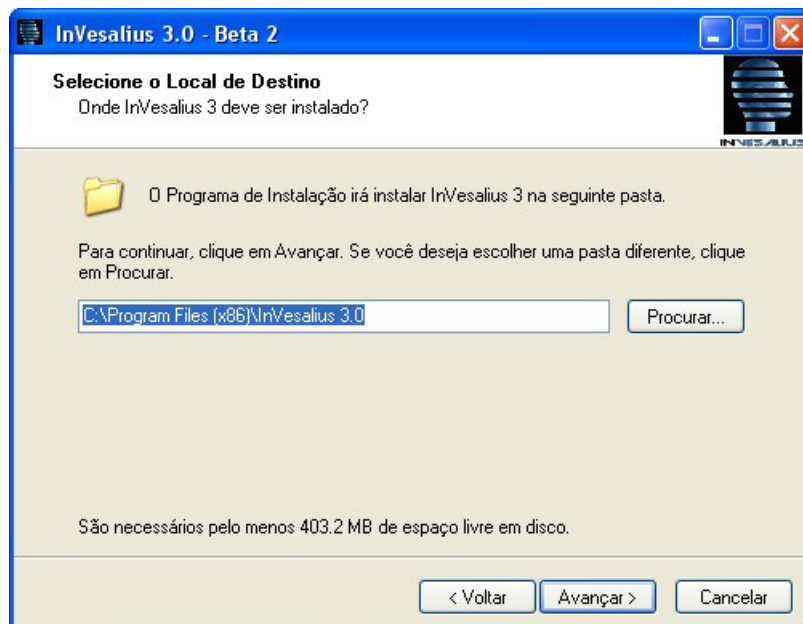 InVesalius 3.0 - Beta 2
Selecione o Local de Destino
Onde InVesalius 3 deve ser instalado?
INVESALIUS
O Programa de Instalação irá instalar InVesalius 3 na seguinte pasta.
Para continuar, clique em Avançar. Se você deseja escolher uma pasta diferente, clique
em Procurar.
C:\Program Files (x86)\InVesalius 3.0
Procurar...
São necessários pelo menos 403.2 MB de espaço livre em disco.
< Voltar
Avançar >
Cancelar